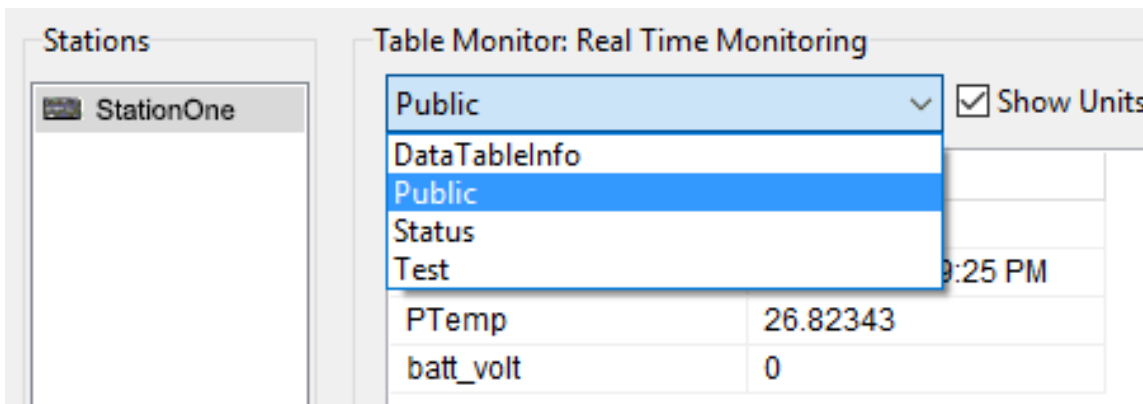 Stations
Table Monitor: Real Time Monitoring
StationOne
Public
Show Units
DataTableInfo
Public
Status
Test
9:25 PM
PTemp 26.82343
batt_volt 0